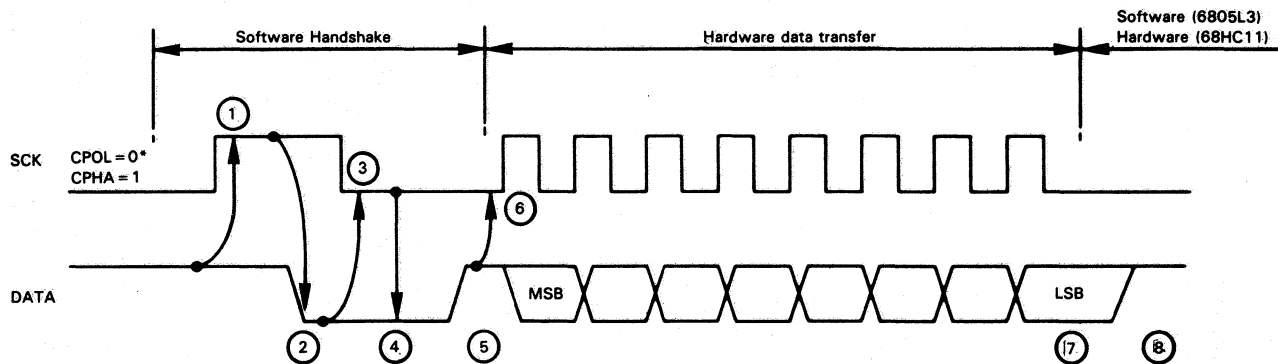 Software (6805L3)
Hardware (68HC11)
Software Handshake
Hardware data transfer
1
SCK
CPOL = 0*
CPHA = 1
3
6
DATA
MSB
LSB
2
4
5
7
8